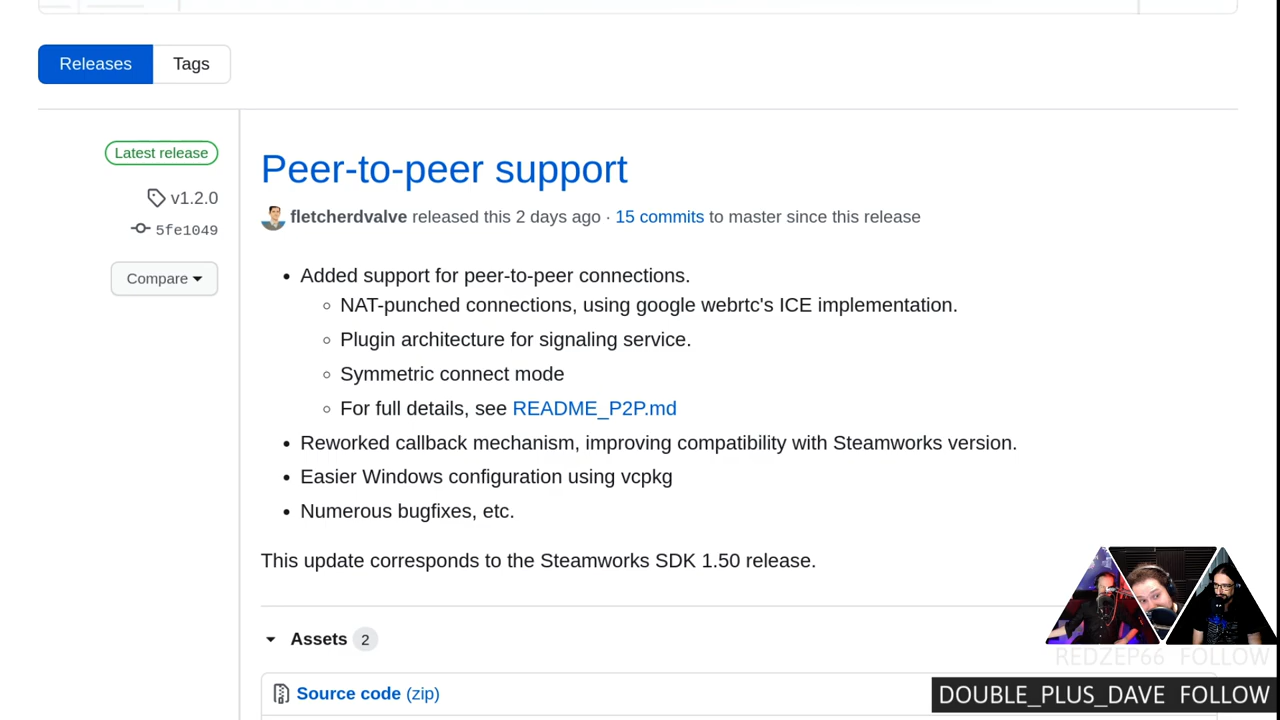 Releases
Tags
Latest release
v1.2.0
5fe1049
Compare
Peer-to-peer support
fletcherdvalve released this 2 days ago · 15 commits to master since this release
• Added support for peer-to-peer connections.
◦ NAT-punched connections, using google webrtc's ICE implementation.
◦ Plugin architecture for signaling service.
◦ Symmetric connect mode
◦ For full details, see README_P2P.md
• Reworked callback mechanism, improving compatibility with Steamworks version.
• Easier Windows configuration using vcpkg
• Numerous bugfixes, etc.
This update corresponds to the Steamworks SDK 1.50 release.
Assets 2
Source code (zip)
REDZEP66 FOLLOW
DOUBLE_PLUS_DAVE FOLLOW